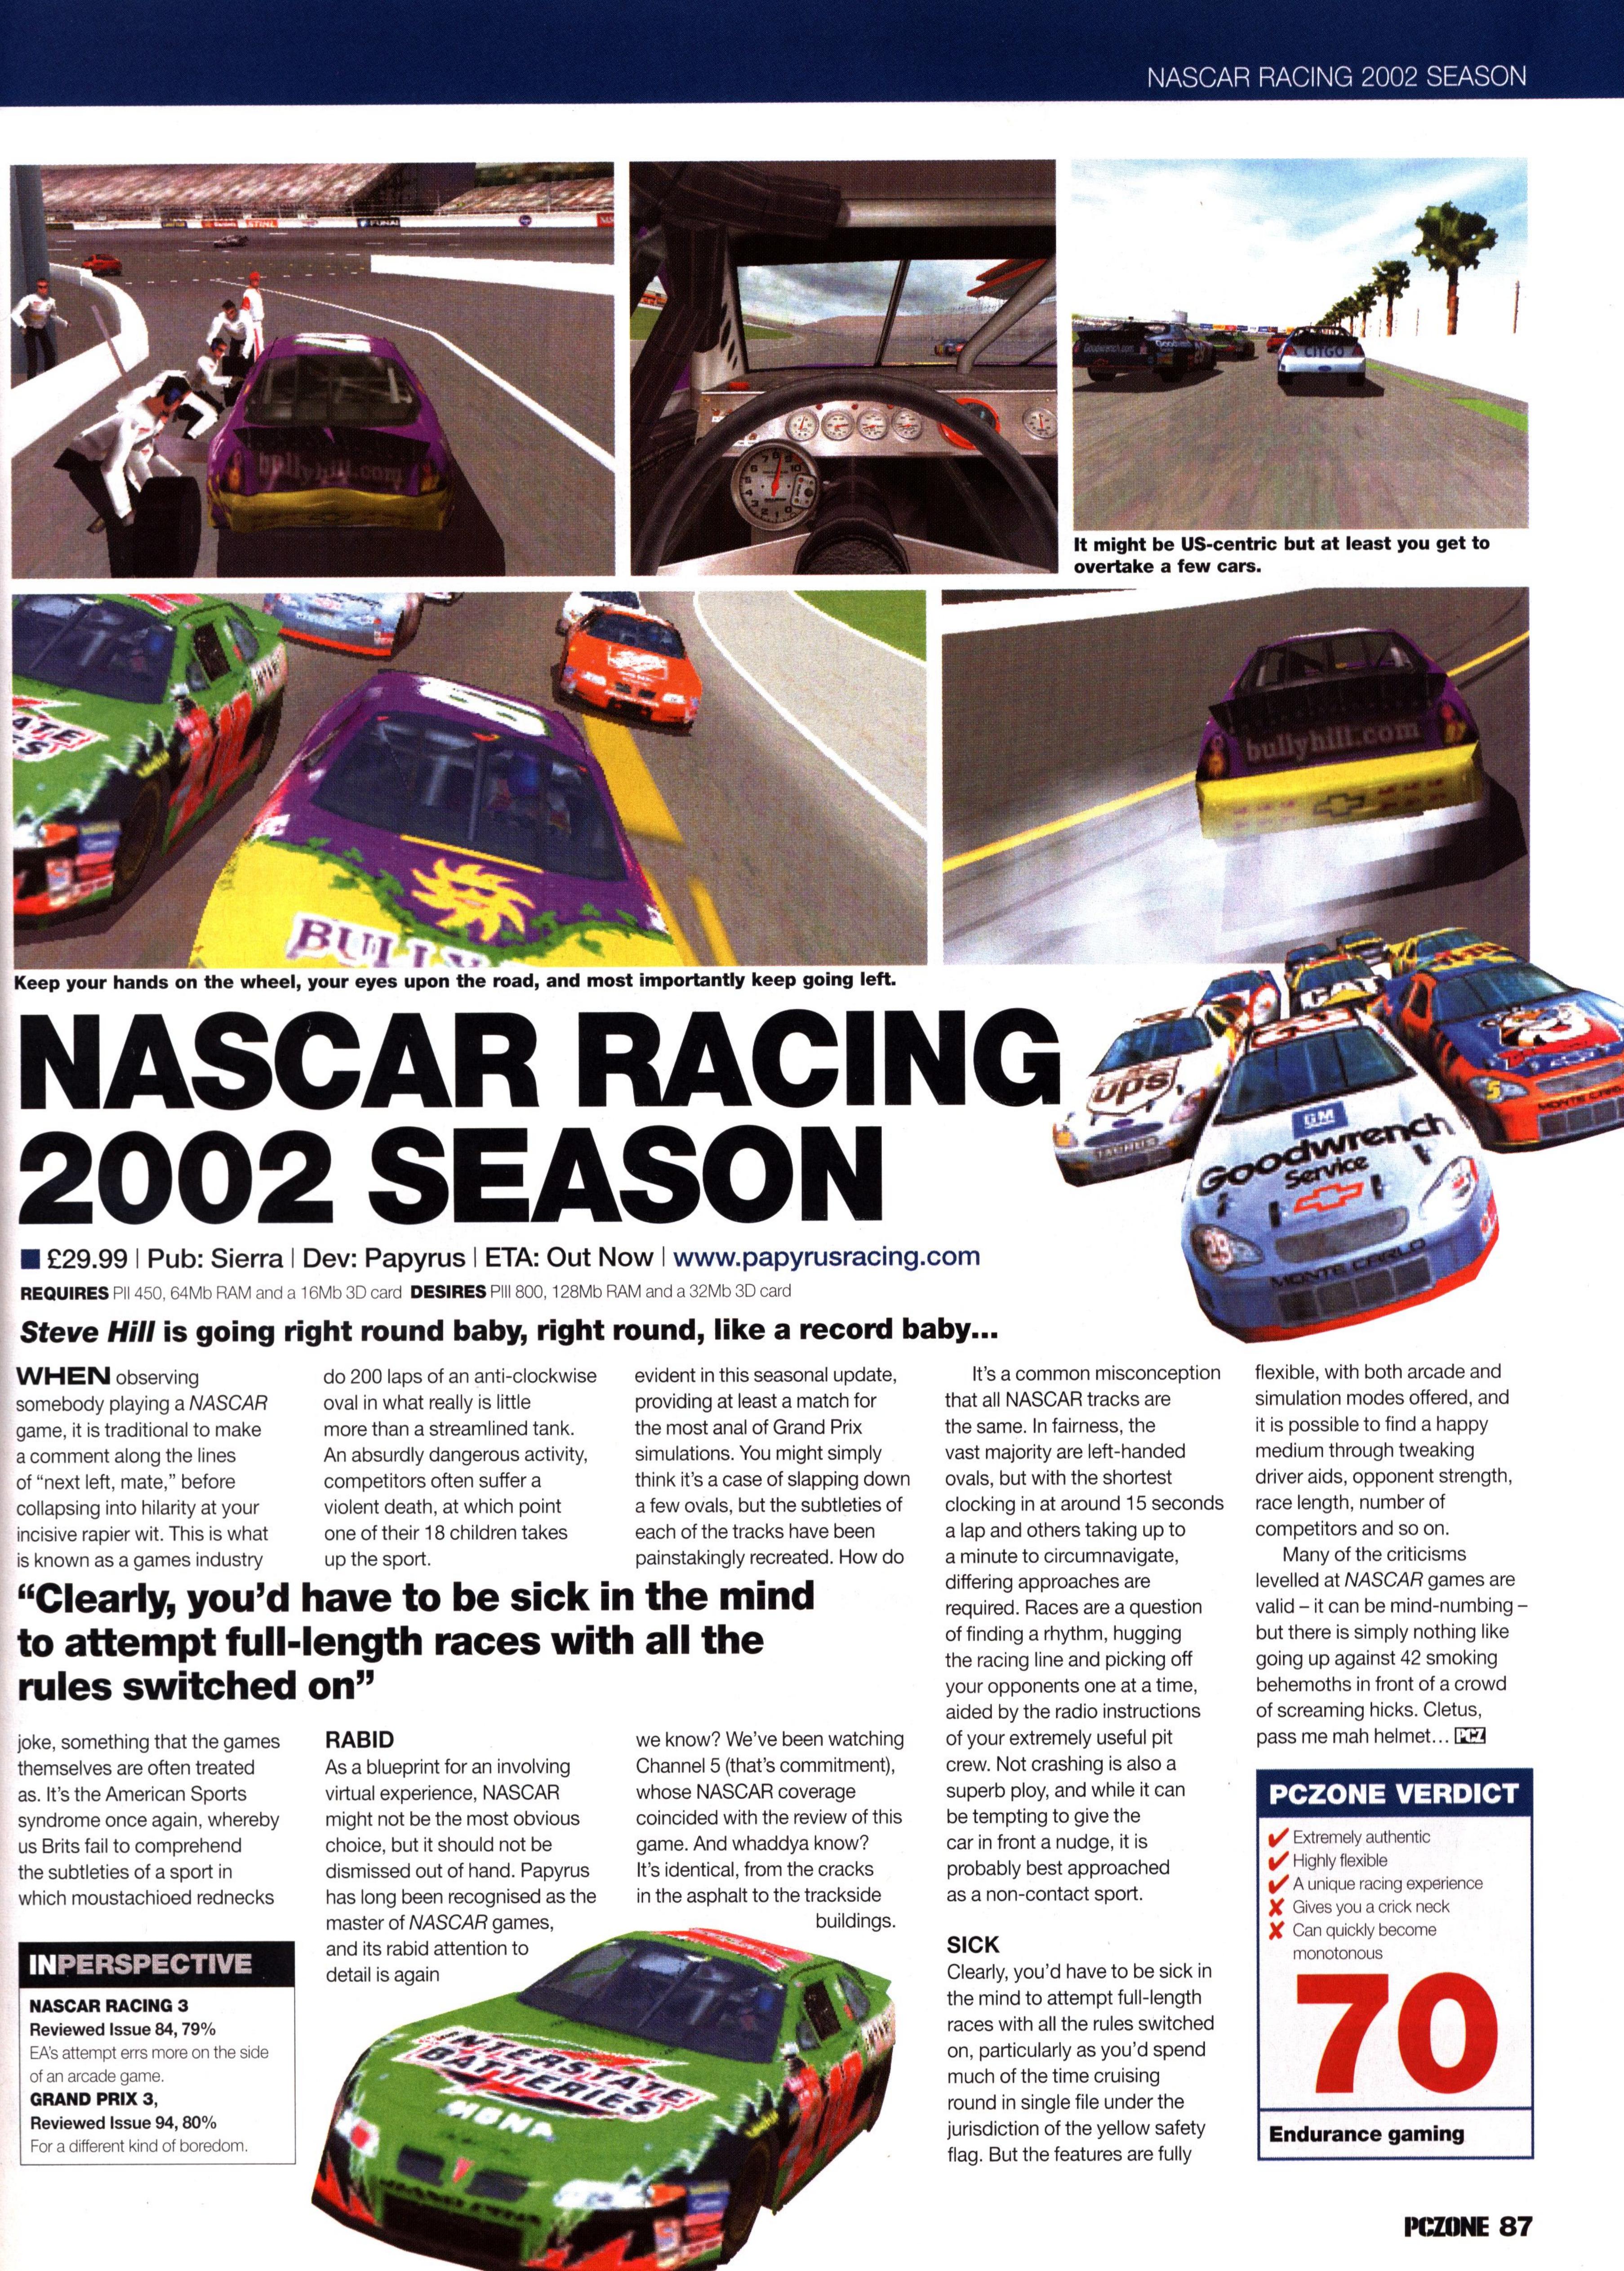 NASCAR RACING 2002 SEASON
STIHL
bullyhill.com
Goodwrench.com
CITGO
It might be US-centric but at least you get to
overtake a few cars.
BULLY
bullyhill.com
Keep your hands on the wheel, your eyes upon the road, and most importantly keep going left.
NASCAR RACING
2002 SEASON
CAT
ups
TAURUS
GM
Goodwrench
Service
29
MONTE CARLO
5
MONTE CARLO
£29.99 | Pub: Sierra | Dev: Papyrus | ETA: Out Now | www.papyrusracing.com
REQUIRES PII 450, 64Mb RAM and a 16Mb 3D card DESIRES PIII 800, 128Mb RAM and a 32Mb 3D card
Steve Hill is going right round baby, right round, like a record baby...
WHEN observing
somebody playing a NASCAR
game, it is traditional to make
a comment along the lines
of “next left, mate,” before
collapsing into hilarity at your
incisive rapier wit. This is what
is known as a games industry
joke, something that the games
themselves are often treated
as. It's the American Sports
syndrome once again, whereby
us Brits fail to comprehend
the subtleties of a sport in
which moustachioed rednecks
do 200 laps of an anti-clockwise
oval in what really is little
more than a streamlined tank.
An absurdly dangerous activity,
competitors often suffer a
violent death, at which point
one of their 18 children takes
up the sport.
“Clearly, you'd have to be sick in the mind
to attempt full-length races with all the
rules switched on”
RABID
As a blueprint for an involving
virtual experience, NASCAR
might not be the most obvious
choice, but it should not be
dismissed out of hand. Papyrus
has long been recognised as the
master of NASCAR games,
and its rabid attention to
detail is again
evident in this seasonal update,
providing at least a match for
the most anal of Grand Prix
simulations. You might simply
think it's a case of slapping down
a few ovals, but the subtleties of
each of the tracks have been
painstakingly recreated. How do
we know? We've been watching
Channel 5 (that's commitment),
whose NASCAR coverage
coincided with the review of this
game. And whaddya know?
It's identical, from the cracks
in the asphalt to the trackside
buildings.
It's a common misconception
that all NASCAR tracks are
the same. In fairness, the
vast majority are left-handed
ovals, but with the shortest
clocking in at around 15 seconds
a lap and others taking up to
a minute to circumnavigate,
differing approaches are
required. Races are a question
of finding a rhythm, hugging
the racing line and picking off
your opponents one at a time,
aided by the radio instructions
of your extremely useful pit
crew. Not crashing is also a
superb ploy, and while it can
be tempting to give the
car in front a nudge, it is
probably best approached
as a non-contact sport.
SICK
Clearly, you'd have to be sick in
the mind to attempt full-length
races with all the rules switched
on, particularly as you'd spend
much of the time cruising
round in single file under the
jurisdiction of the yellow safety
flag. But the features are fully
flexible, with both arcade and
simulation modes offered, and
it is possible to find a happy
medium through tweaking
driver aids, opponent strength,
race length, number of
competitors and so on.
Many of the criticisms
levelled at NASCAR games are
valid – it can be mind-numbing –
but there is simply nothing like
going up against 42 smoking
behemoths in front of a crowd
of screaming hicks. Cletus,
pass me mah helmet... PCZ
INPERSPECTIVE
NASCAR RACING 3
Reviewed Issue 84, 79%
EA's attempt errs more on the side
of an arcade game.
GRAND PRIX 3,
Reviewed Issue 94, 80%
For a different kind of boredom.
INTERSTATE
BATTERIES
MBNA
PCZONE VERDICT
Extremely authentic
Highly flexible
A unique racing experience
Gives you a crick neck
Can quickly become
monotonous
70
Endurance gaming
PCZONE 87